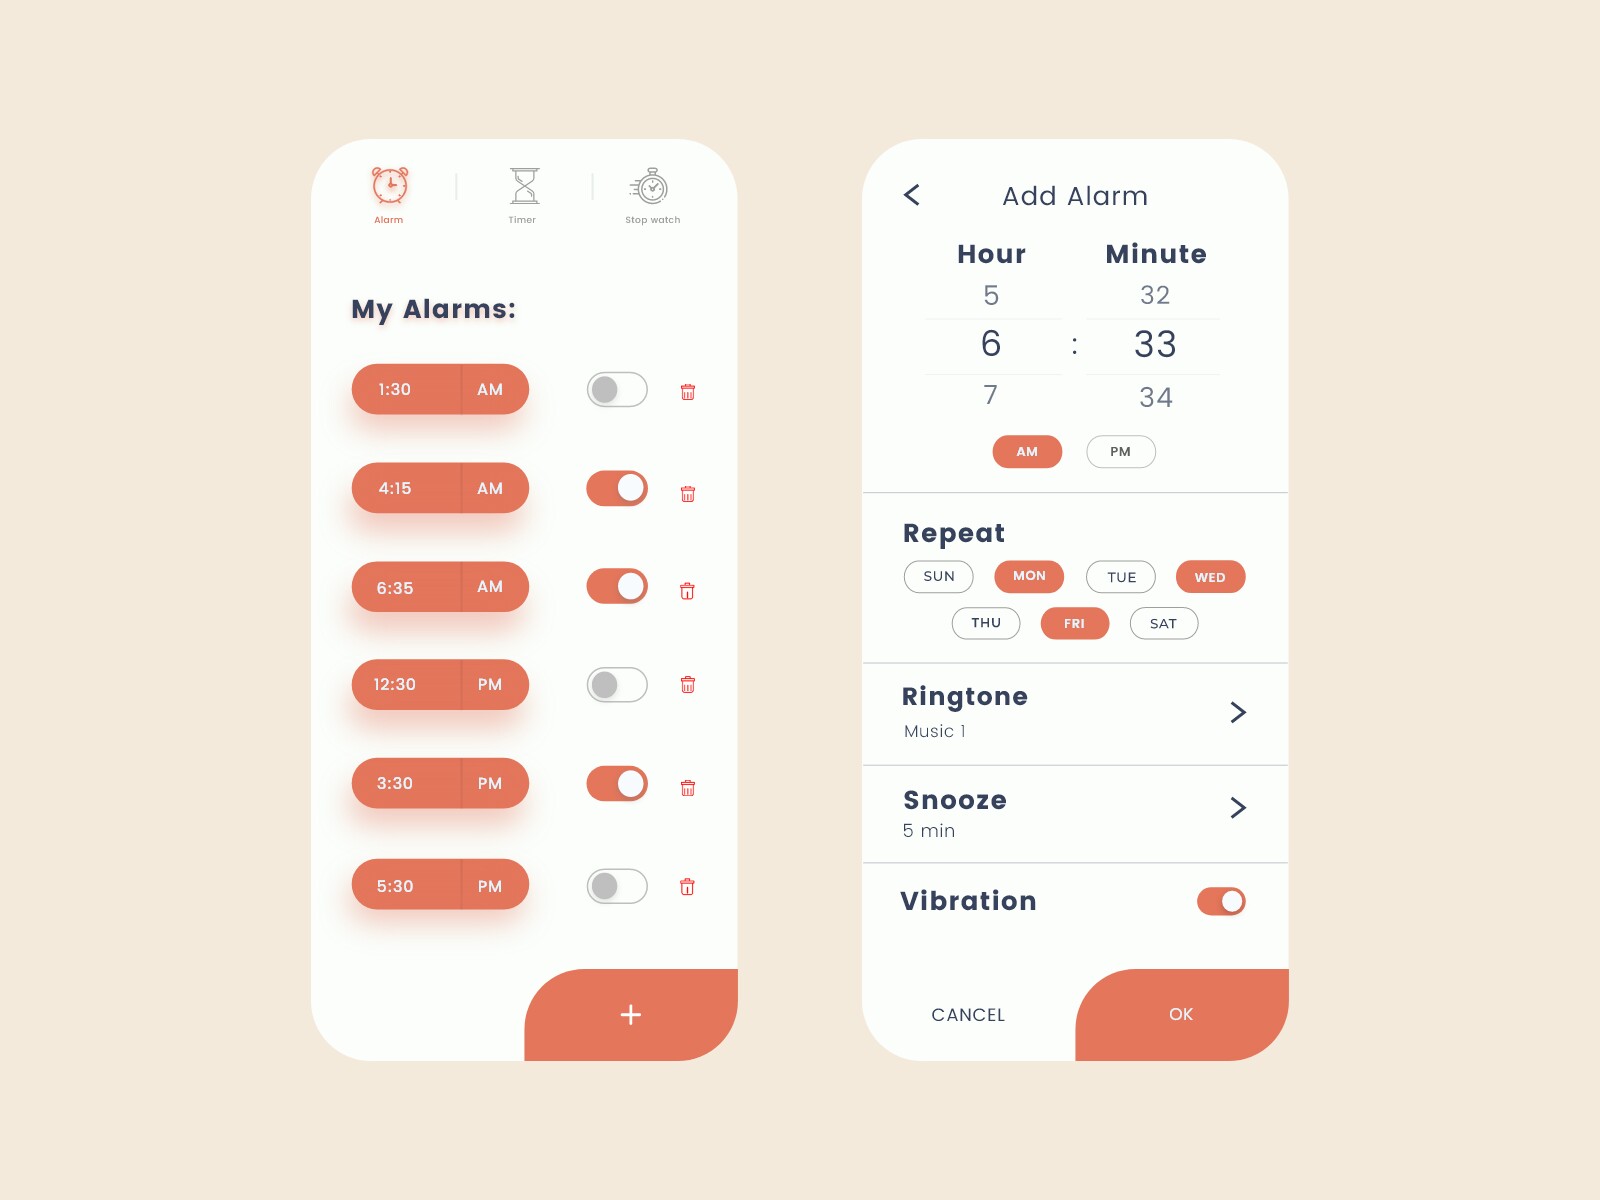 Alarm Timer Stop watch
My Alarms:
1:30 AM
4:15 AM
6:35 AM
12:30 PM
3:30 PM
5:30 PM
+
< Add Alarm
Hour Minute
5 32
6 : 33
7 34
AM PM
Repeat
SUN MON TUE WED
THU FRI SAT
Ringtone
Music 1
>
Snooze
5 min
>
Vibration
CANCEL OK